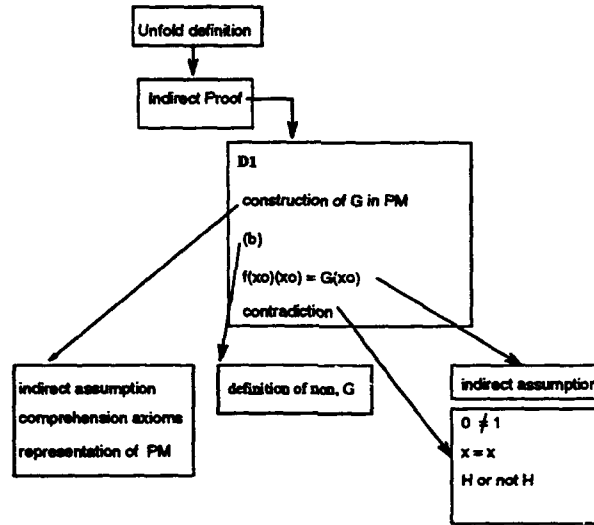 Unfold definition
Indirect Proof
D1
construction of G in PM
(b)
f(xo)(xo) = G(xo)
contradiction
indirect assumption
comprehension axioms
representation of PM
definition of non, G
indirect assumption
0 ≠ 1
x = x
H or not H